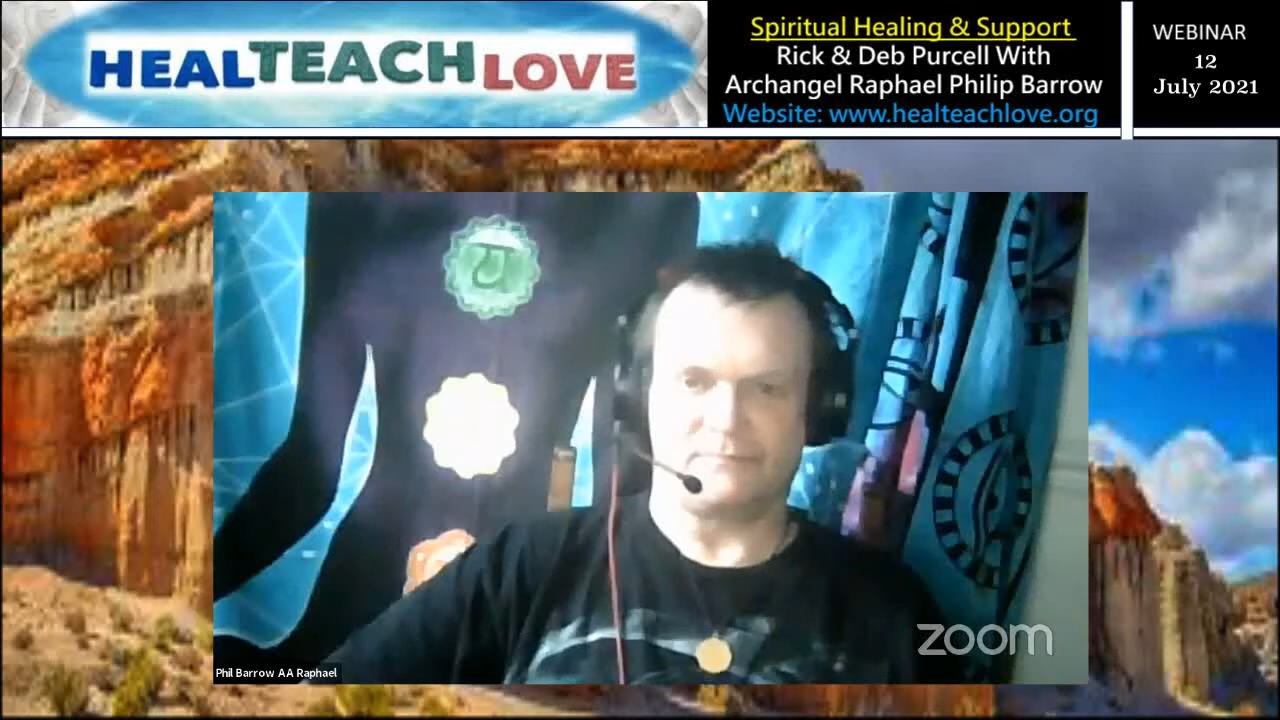 HEALTEACHLOVE
Spiritual Healing & Support
Rick & Deb Purcell With
Archangel Raphael Philip Barrow
Website: www.healteachlove.org
WEBINAR
12
July 2021
य
zoom
Phil Barrow AA Raphael